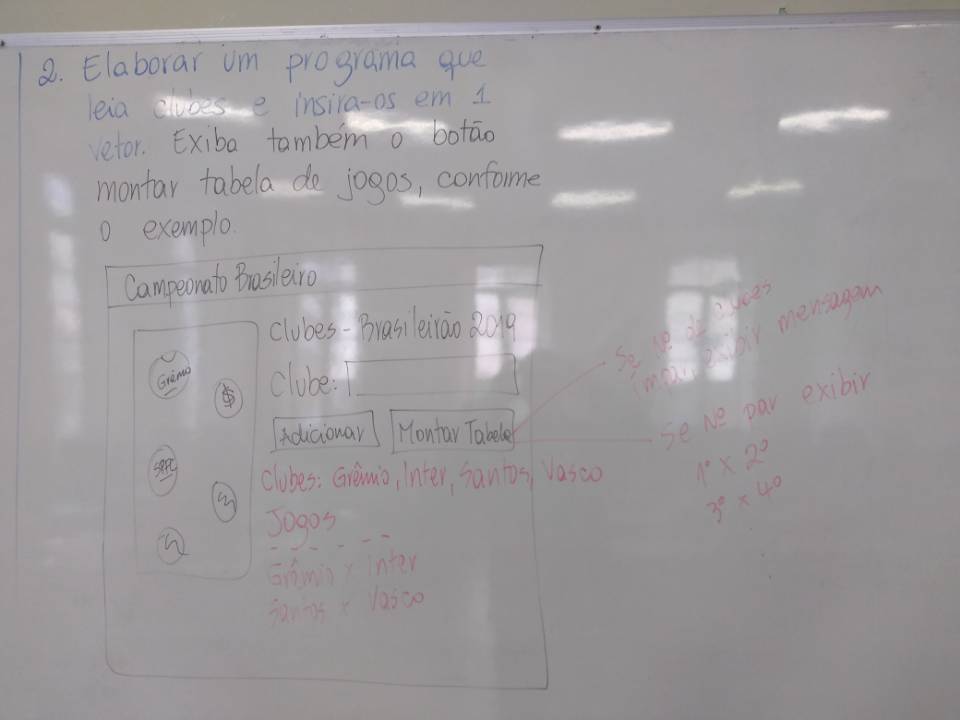 2. Elaborar um programa que
leia clubes e insira-os em 1
vetor. Exiba também o botão
montar tabela de jogos, conforme
o exemplo.
Campeonato Brasileiro
Clubes - Brasileirão 2019
Clube:
Adicionar
Montar Tabela
Clubes: Grêmio, Inter, Santos, Vasco
Jogos
Grêmio x Inter
Santos x Vasco
Grêmio
$
SPFC
Se nº de clubes
ímpar, exibir mensagem
Se Nº par exibir
1º x 2º
3º x 4º